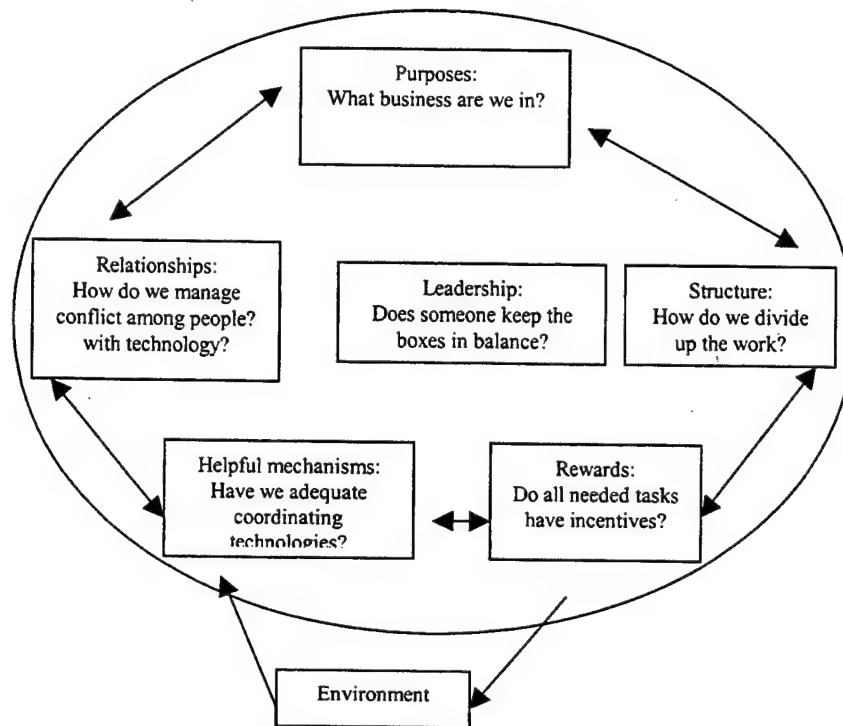 Purposes:
What business are we in?
Relationships:
How do we manage
conflict among people?
with technology?
Leadership:
Does someone keep the
boxes in balance?
Structure:
How do we divide
up the work?
Helpful mechanisms:
Have we adequate
coordinating
technologies?
Rewards:
Do all needed tasks
have incentives?
Environment